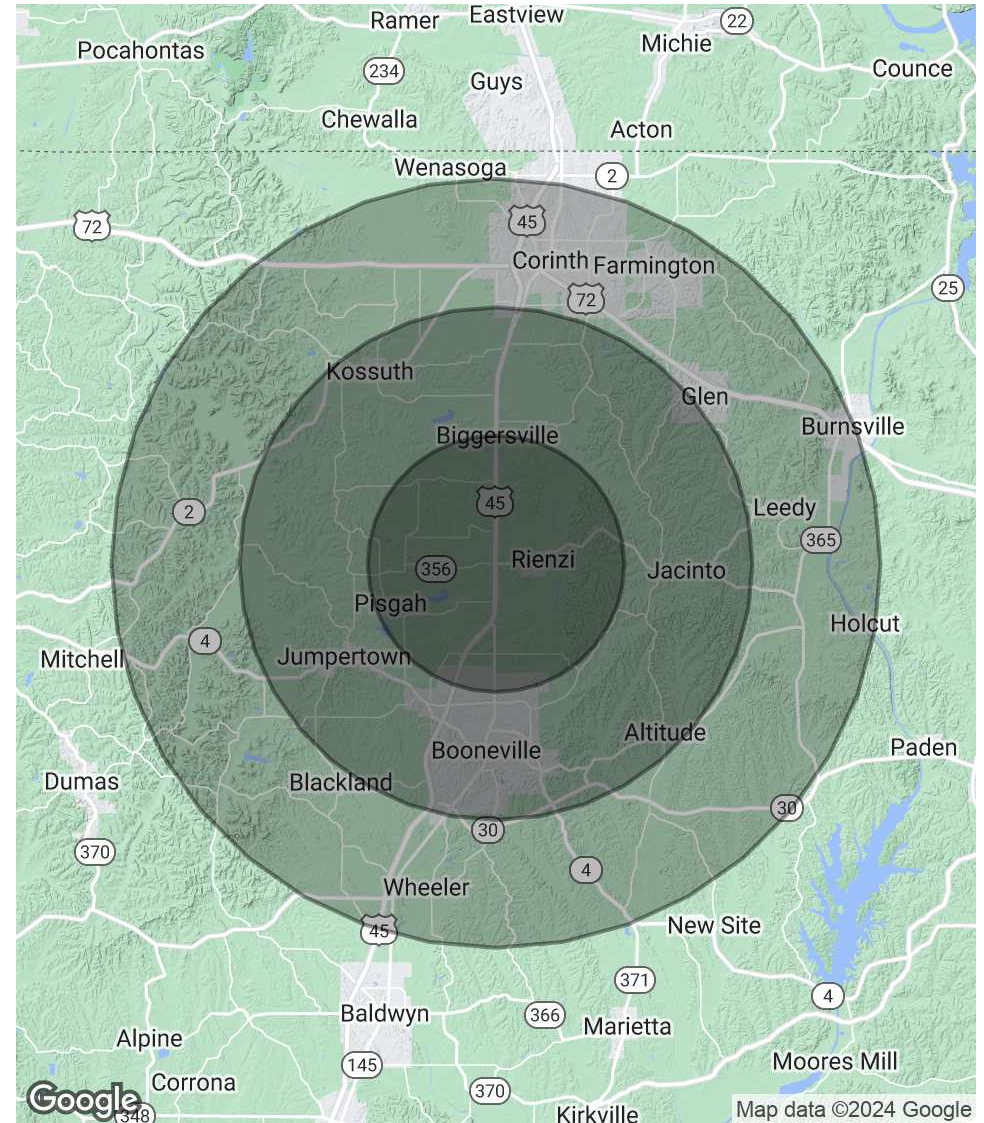 Ramer
Eastview
22
Pocahontas
Michie
234
Counce
Guys
Chewalla
Acton
Wenasoga
2
72
45
Corinth
Farmington
25
72
Kossuth
Glen
Biggersville
Burnsville
45
2
Leedy
365
356
Rienzi
Jacinto
Pisgah
Holcut
4
Mitchell
Jumpertown
Altitude
Booneville
Paden
Dumas
Blackland
30
30
370
4
Wheeler
45
New Site
371
4
Baldwyn
366
Marietta
Alpine
145
Moores Mill
Corrona
370
Google
348
Kirkville
Map data ©2024 Google